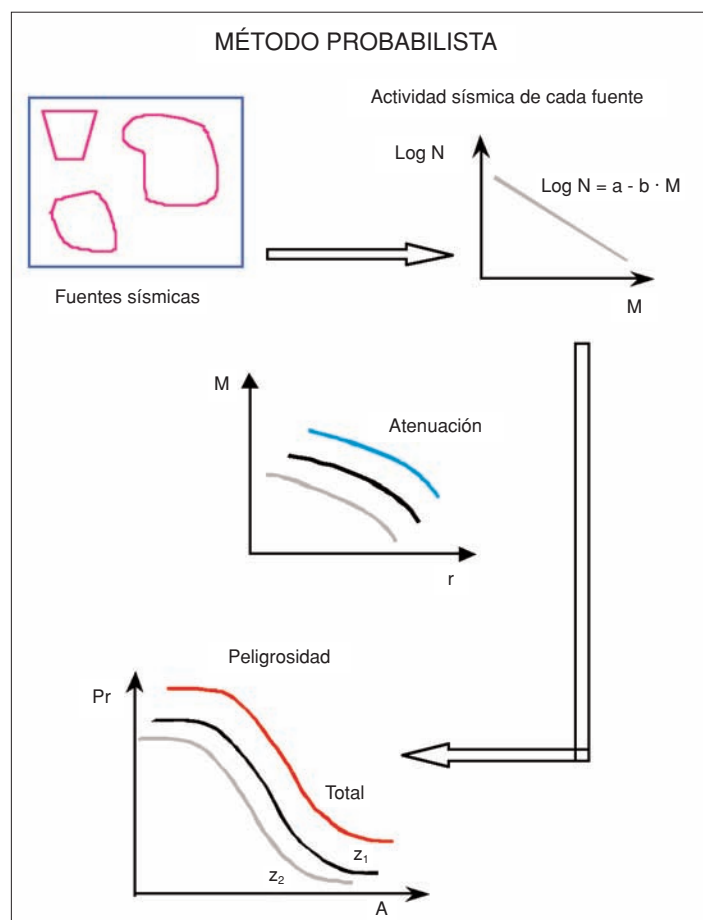 MÉTODO PROBABILISTA
Actividad sísmica de cada fuente
Log N
Log N = a - b · M
M
Fuentes sísmicas
M
Atenuación
r
Peligrosidad
Pr
Total
z₁
z₂
A